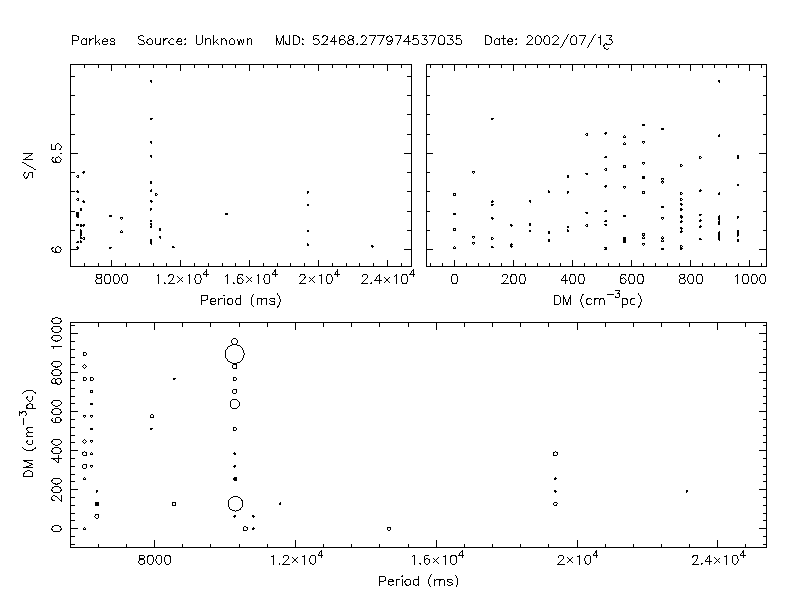 Parkes Source: Unknown MJD: 52468.277974537035 Date: 2002/07/13
S/N
6.5
6
8000 1.2×10⁴ 1.6×10⁴ 2×10⁴ 2.4×10⁴
Period (ms)
0 200 400 600 800 1000
DM (cm⁻³pc)
DM (cm⁻³pc)
1000
800
600
400
200
0
8000 1.2×10⁴ 1.6×10⁴ 2×10⁴ 2.4×10⁴
Period (ms)